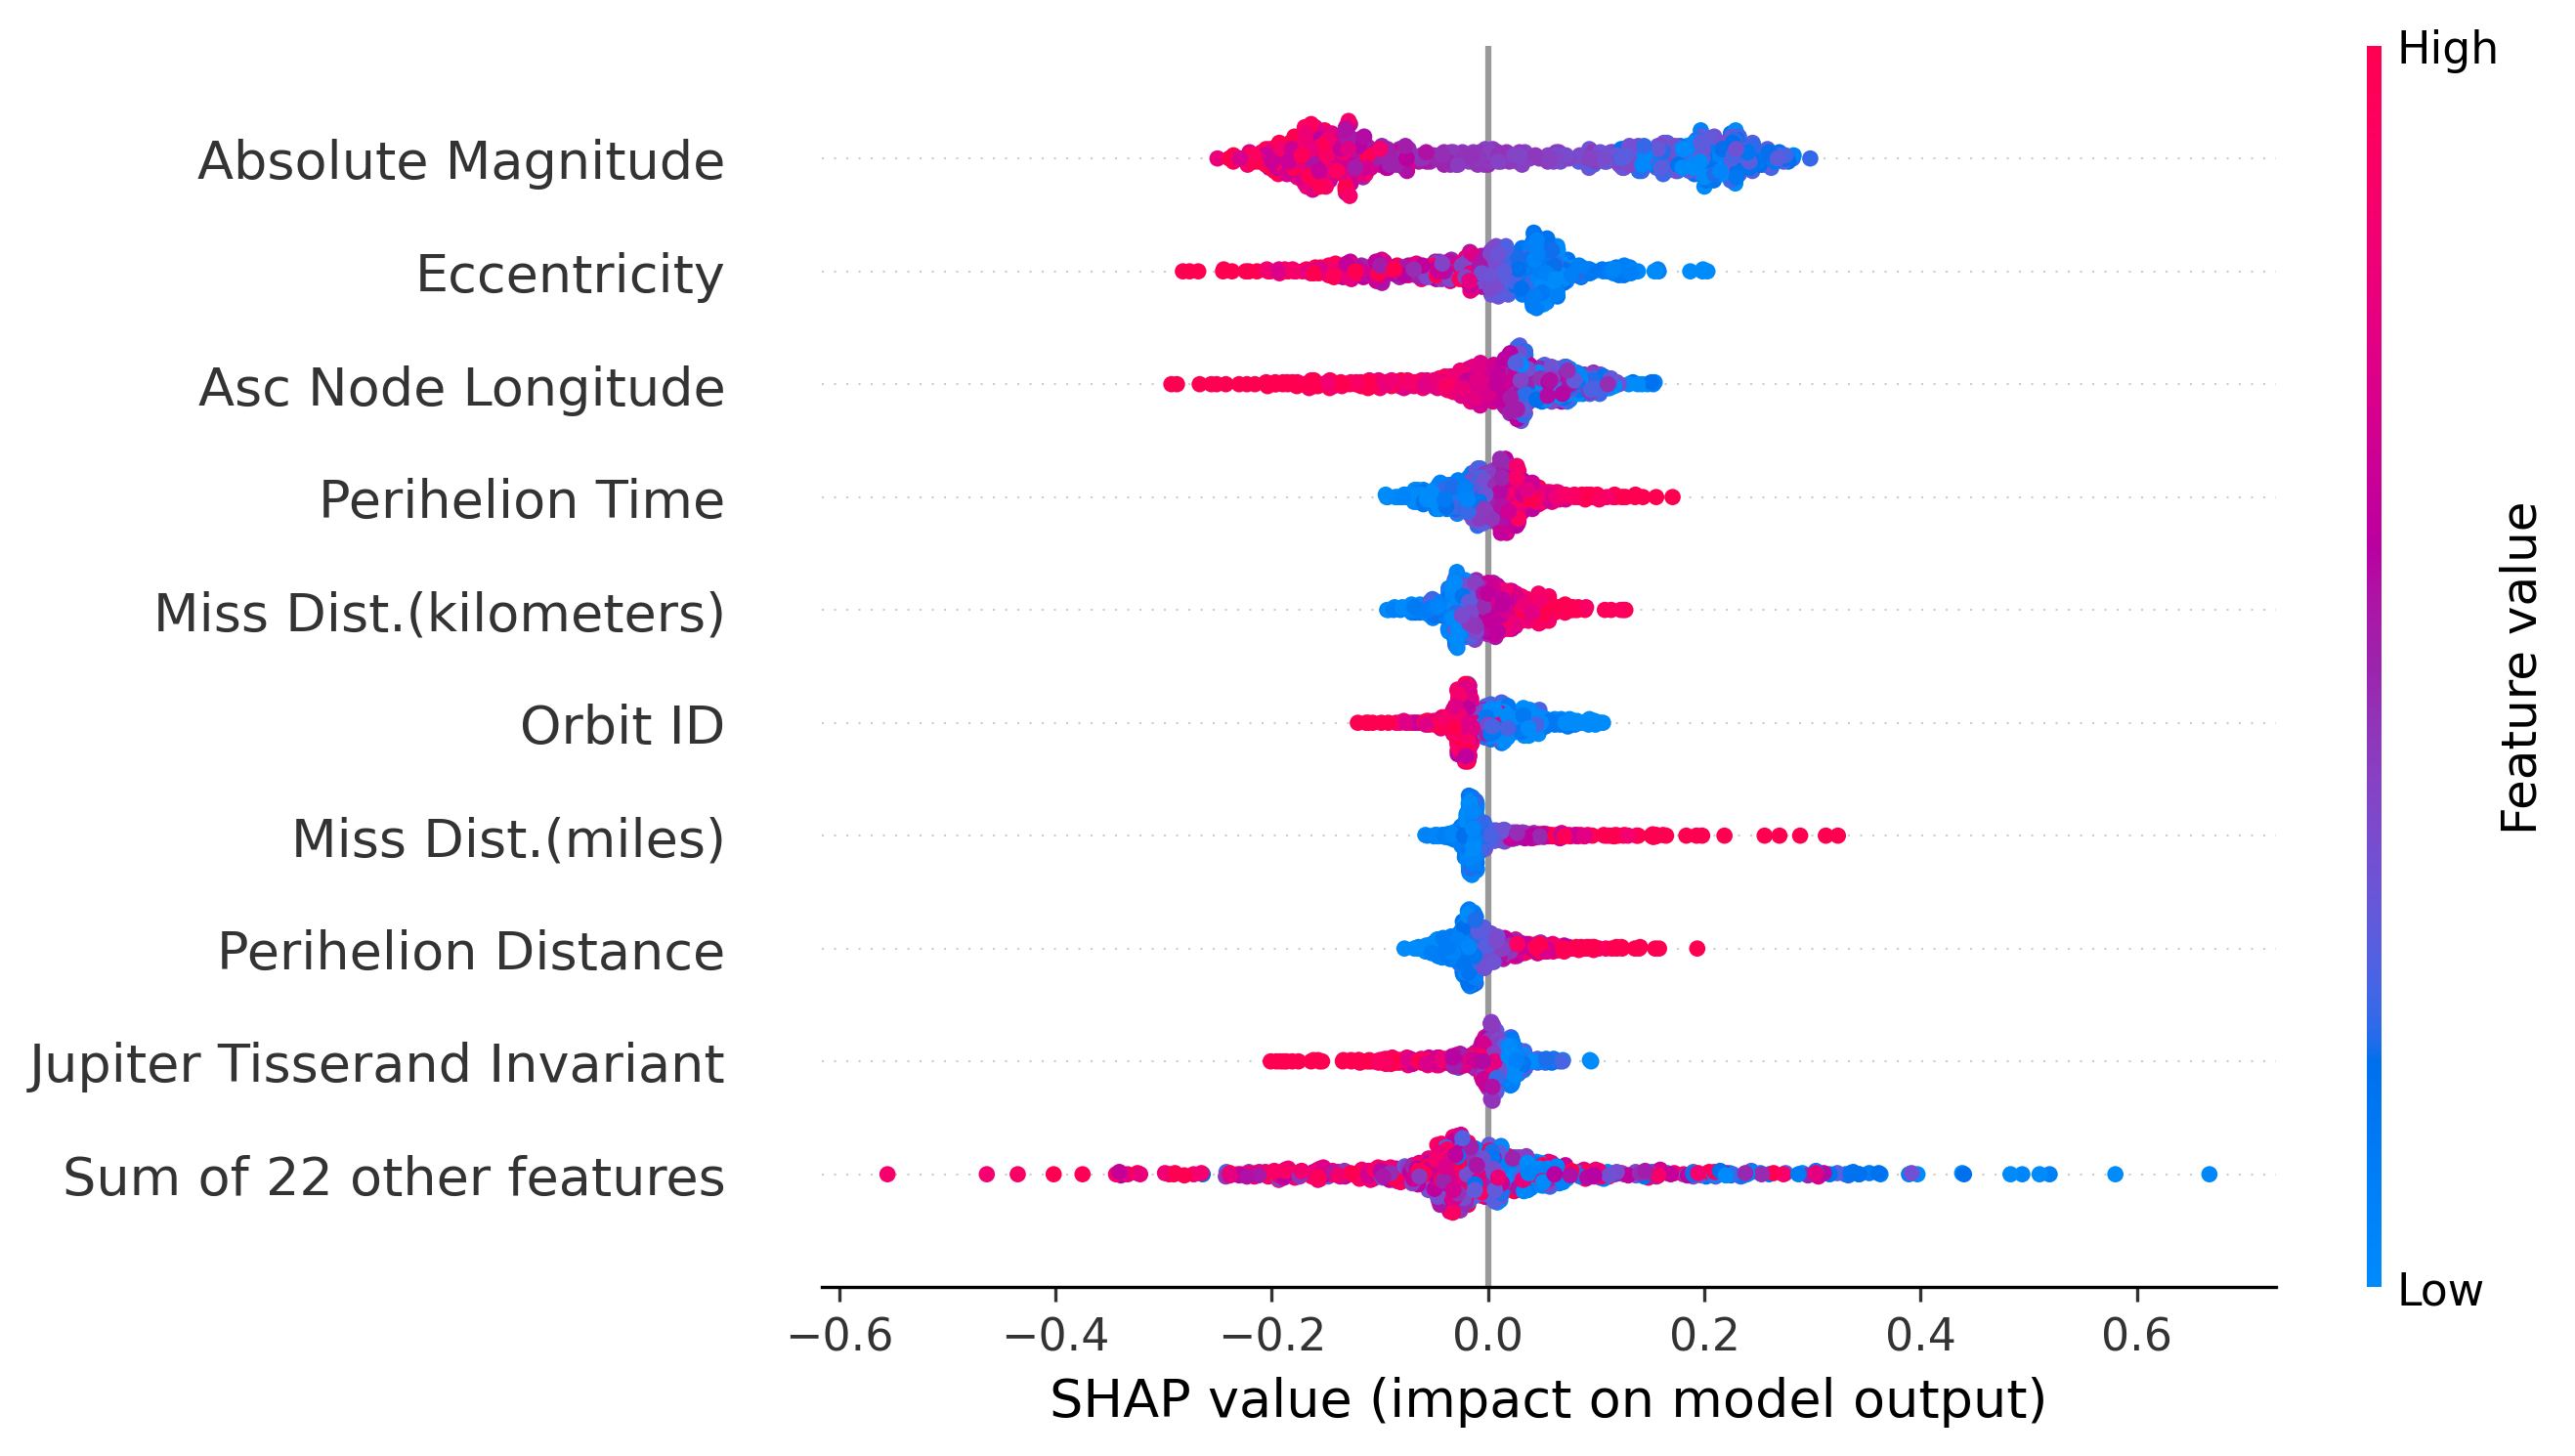 High
Absolute Magnitude
Eccentricity
Asc Node Longitude
Perihelion Time
Miss Dist.(kilometers)
Orbit ID
Miss Dist.(miles)
Perihelion Distance
Jupiter Tisserand Invariant
Sum of 22 other features
Feature value
Low
−0.6 −0.4 −0.2 0.0 0.2 0.4 0.6
SHAP value (impact on model output)